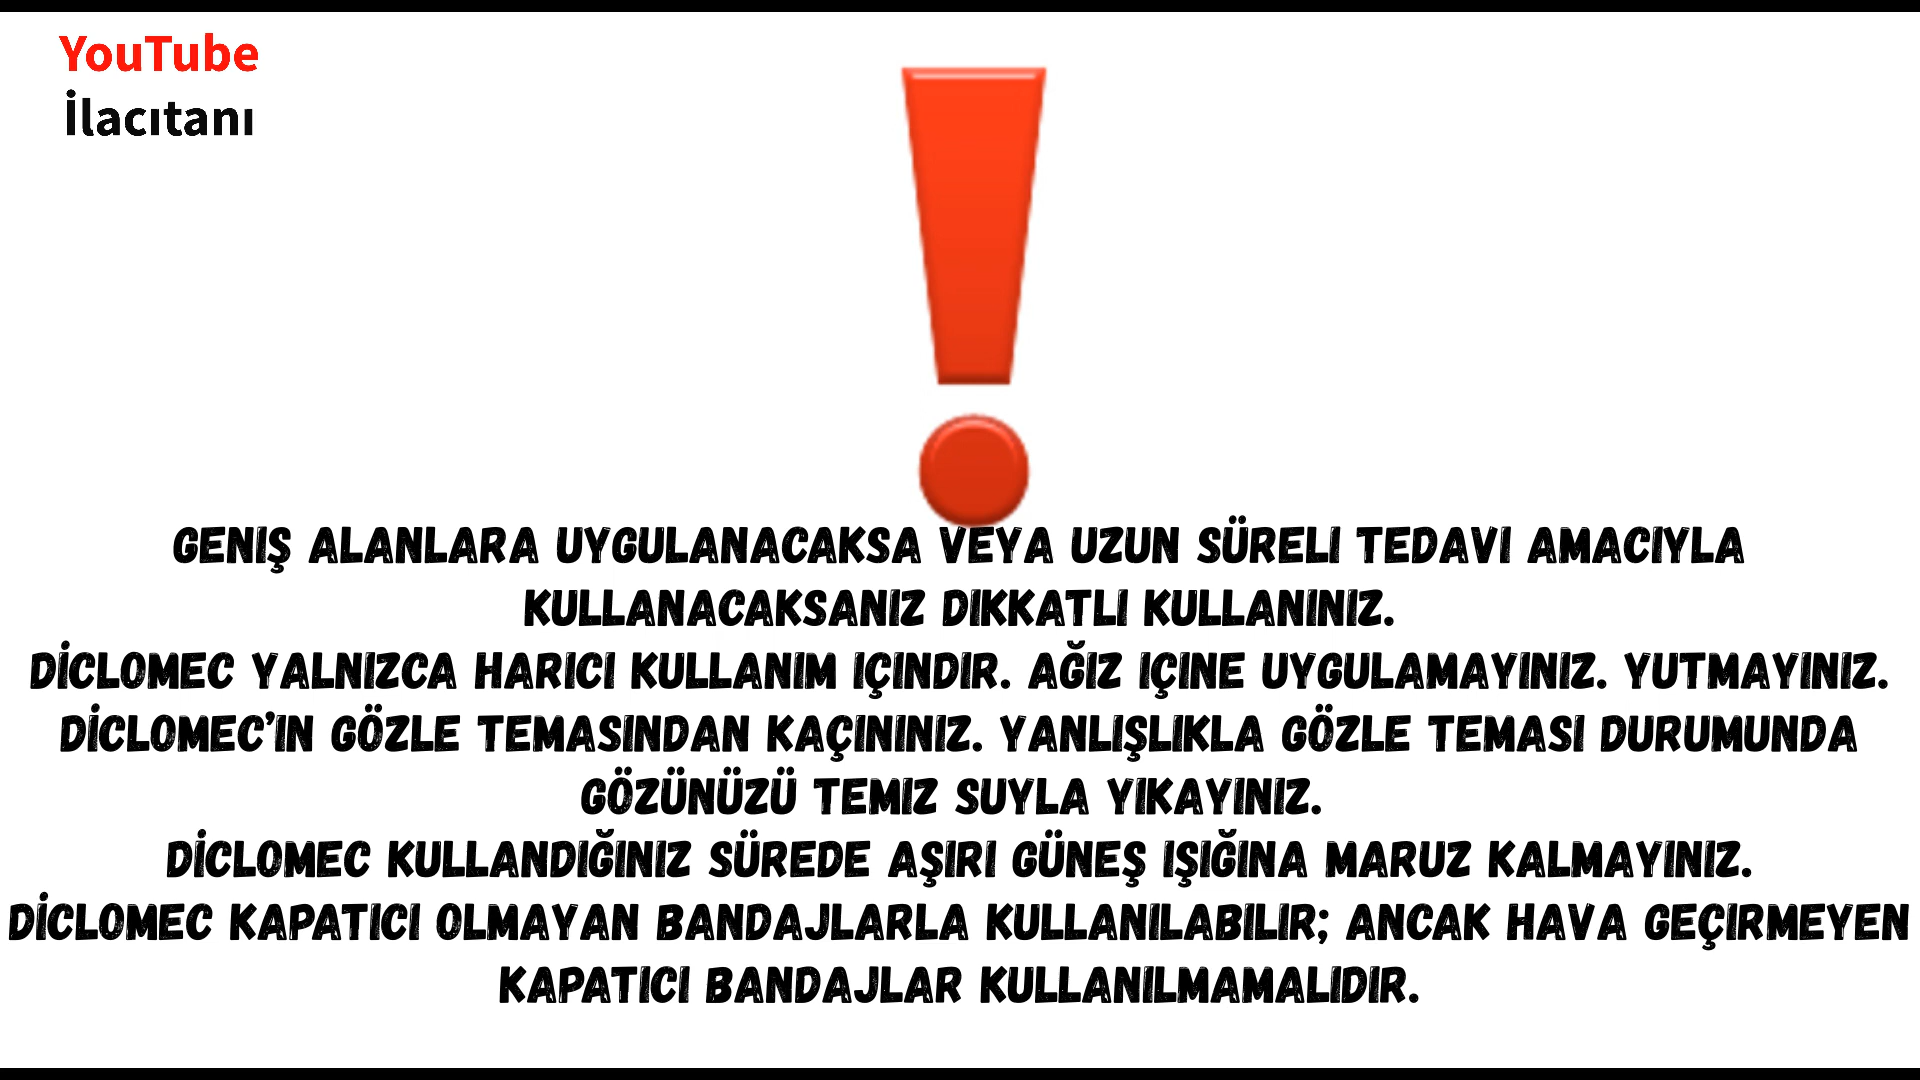 YouTube
İlacıtanı
GENIŞ ALANLARA UYGULANACAKSA VEYA UZUN SÜRELI TEDAVI AMACIYLA
KULLANACAKSANIZ DIKKATLI KULLANINIZ.
DİCLOMEC YALNIZCA HARICI KULLANIM IÇINDIR. AĞIZ IÇINE UYGULAMAYINIZ. YUTMAYINIZ.
DİCLOMEC’IN GÖZLE TEMASINDAN KAÇININIZ. YANLIŞLIKLA GÖZLE TEMASI DURUMUNDA
GÖZÜNÜZÜ TEMIZ SUYLA YIKAYINIZ.
DİCLOMEC KULLANDIĞINIZ SÜREDE AŞIRI GÜNEŞ IŞIĞINA MARUZ KALMAYINIZ.
DİCLOMEC KAPATICI OLMAYAN BANDAJLARLA KULLANILABILIR; ANCAK HAVA GEÇIRMEYEN
KAPATICI BANDAJLAR KULLANILMAMALIDIR.